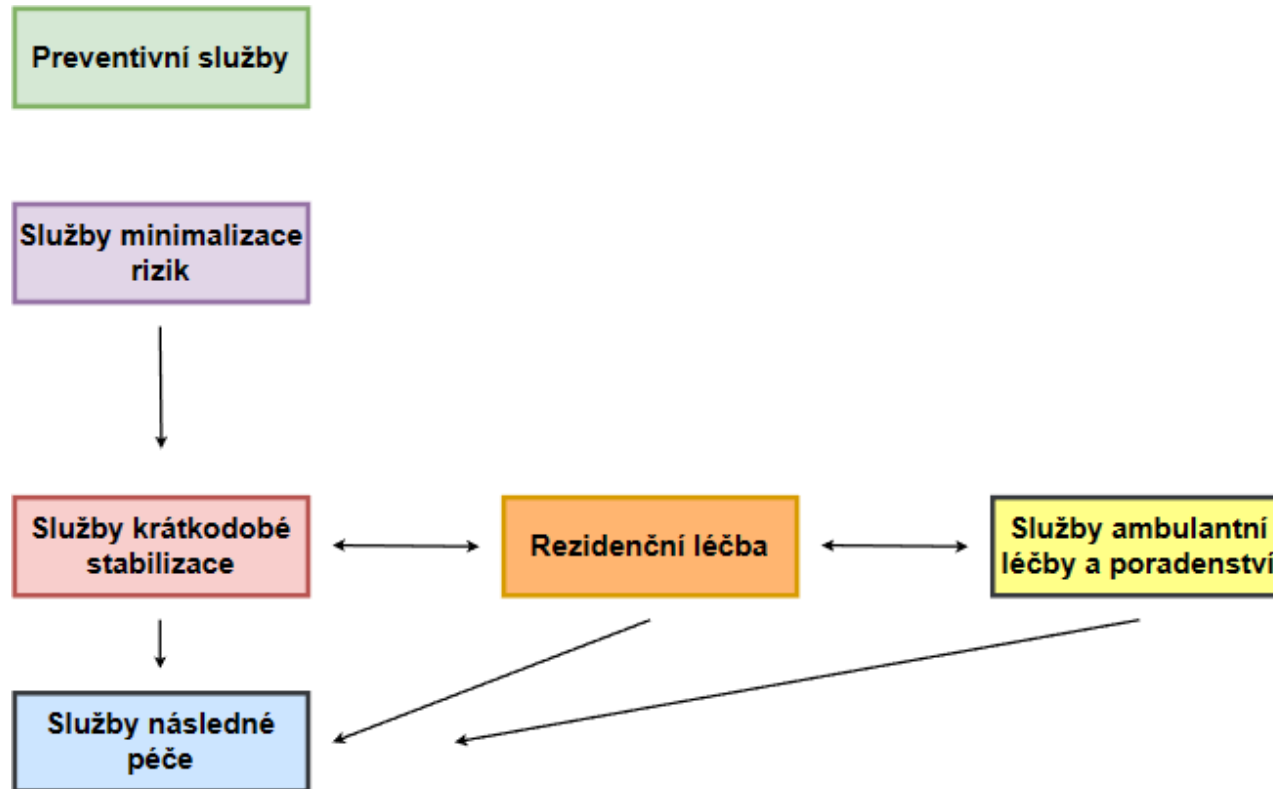 Preventivní služby
Služby minimalizace
rizik
Služby krátkodobé
stabilizace
Rezidenční léčba
Služby ambulantní
léčby a poradenství
Služby následné
péče